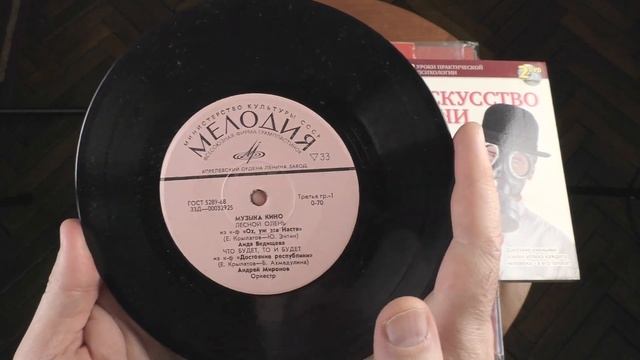 МИНИСТЕРСТВО КУЛЬТУРЫ СССР
МЕЛОДИЯ
ВСЕСОЮЗНАЯ ФИРМА ГРАМПЛАСТИНОК
▽33
АПРЕЛЕВСКИЙ ОРДЕНА ЛЕНИНА ЗАВОД
ГОСТ 5289-68
33Д—00032925
Третья гр.-1
0-70
МУЗЫКА КИНО
ЛЕСНОЙ ОЛЕНЬ
из к-ф «Ох, уж эта Настя»
(Е. Крылатов—Ю. Энтин)
Аида Ведищева
ЧТО БУДЕТ, ТО И БУДЕТ
из к-ф «Достояние республики»
(Е. Крылатов—Б. Ахмадулина)
Андрей Миронов
Оркестр
УРОКИ ПРАКТИЧЕСКОЙ
ПСИХОЛОГИИ
2
СКУССТВО